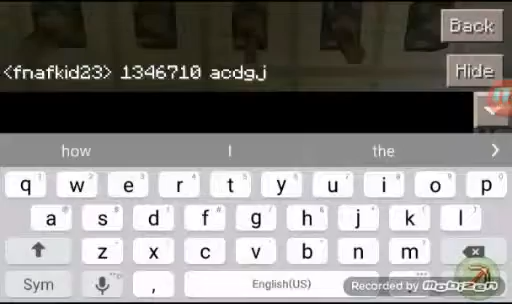 Back
<fnafkid23> 1346710 acdgj
Hide
how I the
q w e r t y u i o p
a s d f g h j k l
z x c v b n m
Sym , English(US)
Recorded by Mobizen